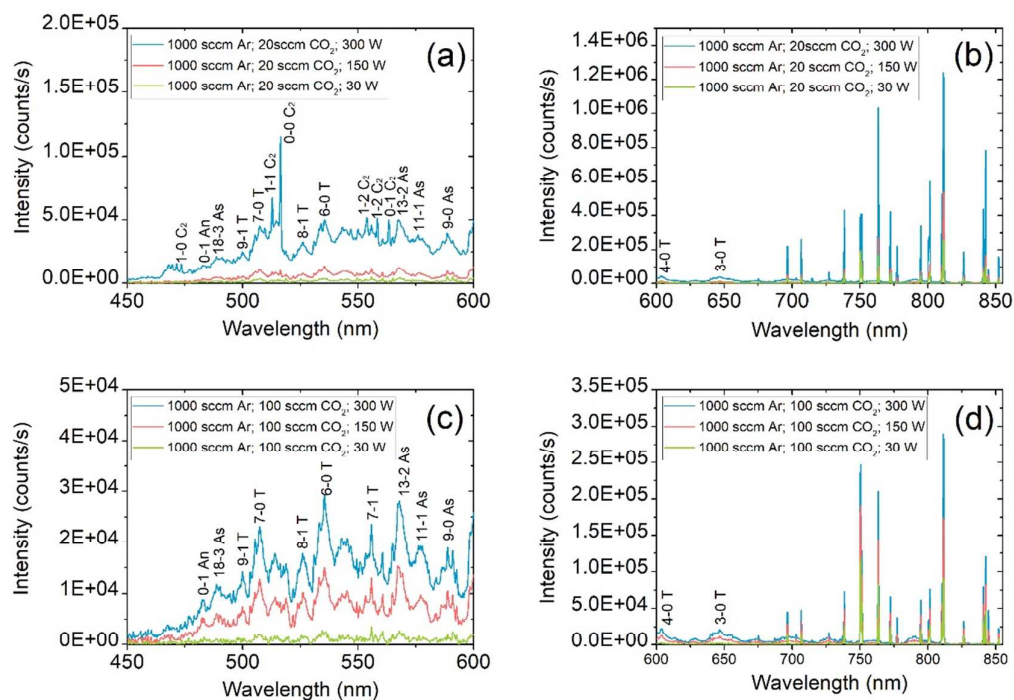 2.0E+05
1.5E+05
1.0E+05
5.0E+04
0.0E+00
Intensity (counts/s)
1000 sccm Ar; 20sccm CO₂; 300 W
1000 sccm Ar; 20 sccm CO₂; 150 W
1000 sccm Ar; 20 sccm CO₂; 30 W
(a)
1-0 C₂
0-1 An
18-3 As
9-1 T
7-0 T
1-1 C₂
0-0 C₂
8-1 T
6-0 T
1-2 C₂
1-2 C₂
0-1 C₂
13-2 As
11-1 As
9-0 As
450 500 550 600
Wavelength (nm)
1.4E+06
1.2E+06
1.0E+06
8.0E+05
6.0E+05
4.0E+05
2.0E+05
0.0E+00
Intensity (counts/s)
1000 sccm Ar; 20sccm CO₂, 300 W
1000 sccm Ar; 20 sccm CO₂; 150 W
1000 sccm Ar; 20 sccm CO₂; 30 W
(b)
4-0 T
3-0 T
600 650 700 750 800 850
Wavelength (nm)
5E+04
4E+04
3E+04
2E+04
1E+04
0E+00
Intensity (counts/s)
1000 sccm Ar; 100 sccm CO₂; 300 W
1000 sccm Ar; 100 sccm CO₂; 150 W
1000 sccm Ar; 100 sccm CO₂; 30 W
(c)
0-1 An
18-3 As
9-1 T
7-0 T
8-1 T
6-0 T
7-1 T
13-2 As
11-1 As
9-0 As
450 500 550 600
Wavelength (nm)
3.5E+05
3.0E+05
2.5E+05
2.0E+05
1.5E+05
1.0E+05
5.0E+04
0.0E+00
Intensity (counts/s)
1000 sccm Ar; 100 sccm CO₂; 300 W
1000 sccm Ar; 100 sccm CO₂; 150 W
1000 sccm Ar; 100 sccm CO₂; 30 W
(d)
4-0 T
3-0 T
600 650 700 750 800 850
Wavelength (nm)